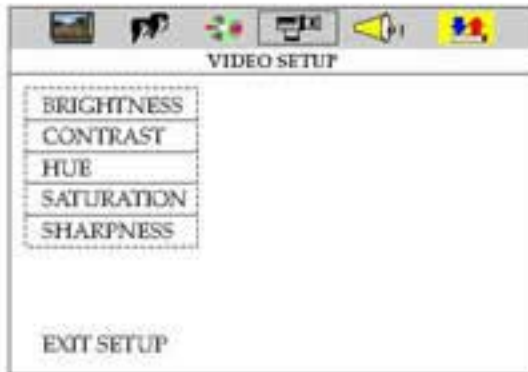 VIDEO SETUP
BRIGHTNESS
CONTRAST
HUE
SATURATION
SHARPNESS
EXIT SETUP